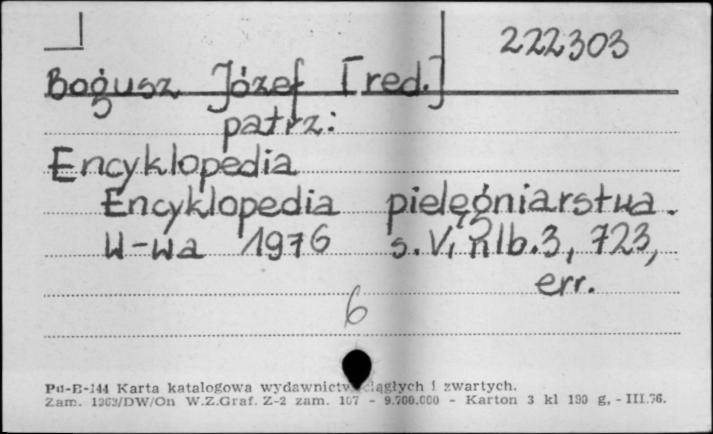 222303
Bogusz Józef [red.]
patrz:
Encyklopedia
Encyklopedia pielęgniarstwa.
W-wa 1976 s. V, nlb. 3, 723,
err.
6
Pu-B-144 Karta katalogowa wydawnictw ciągłych i zwartych.
Zam. 1363/DW/On W.Z.Graf. Z-2 zam. 107 - 9.700.000 - Karton 3 kl 190 g, - III.76.